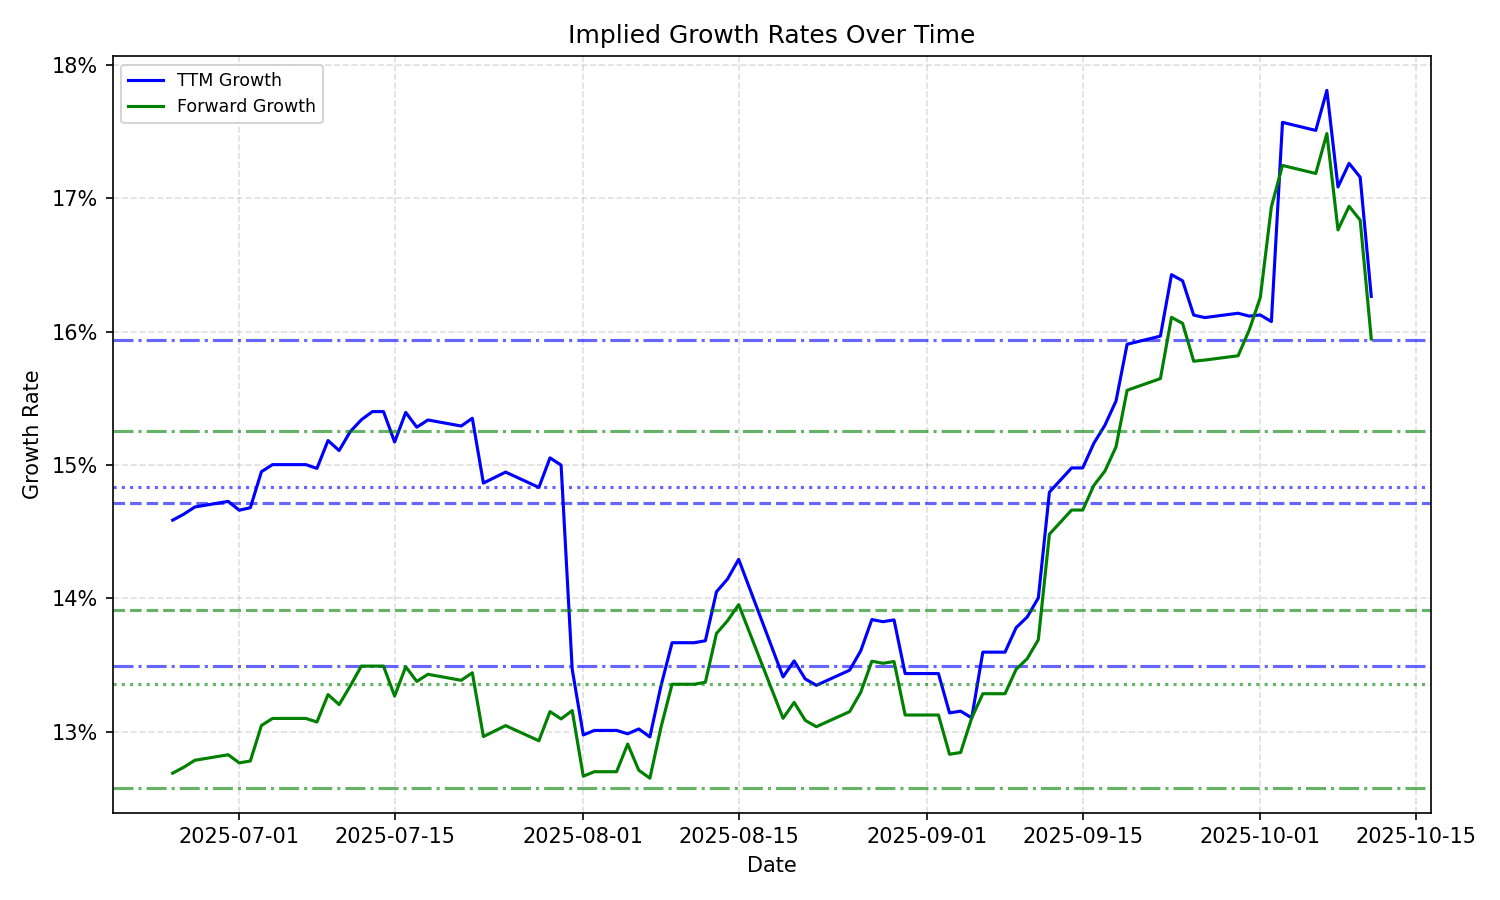 Implied Growth Rates Over Time
TTM Growth
Forward Growth
18%
17%
16%
15%
14%
13%
Growth Rate
2025-07-01
2025-07-15
2025-08-01
2025-08-15
2025-09-01
2025-09-15
2025-10-01
2025-10-15
Date